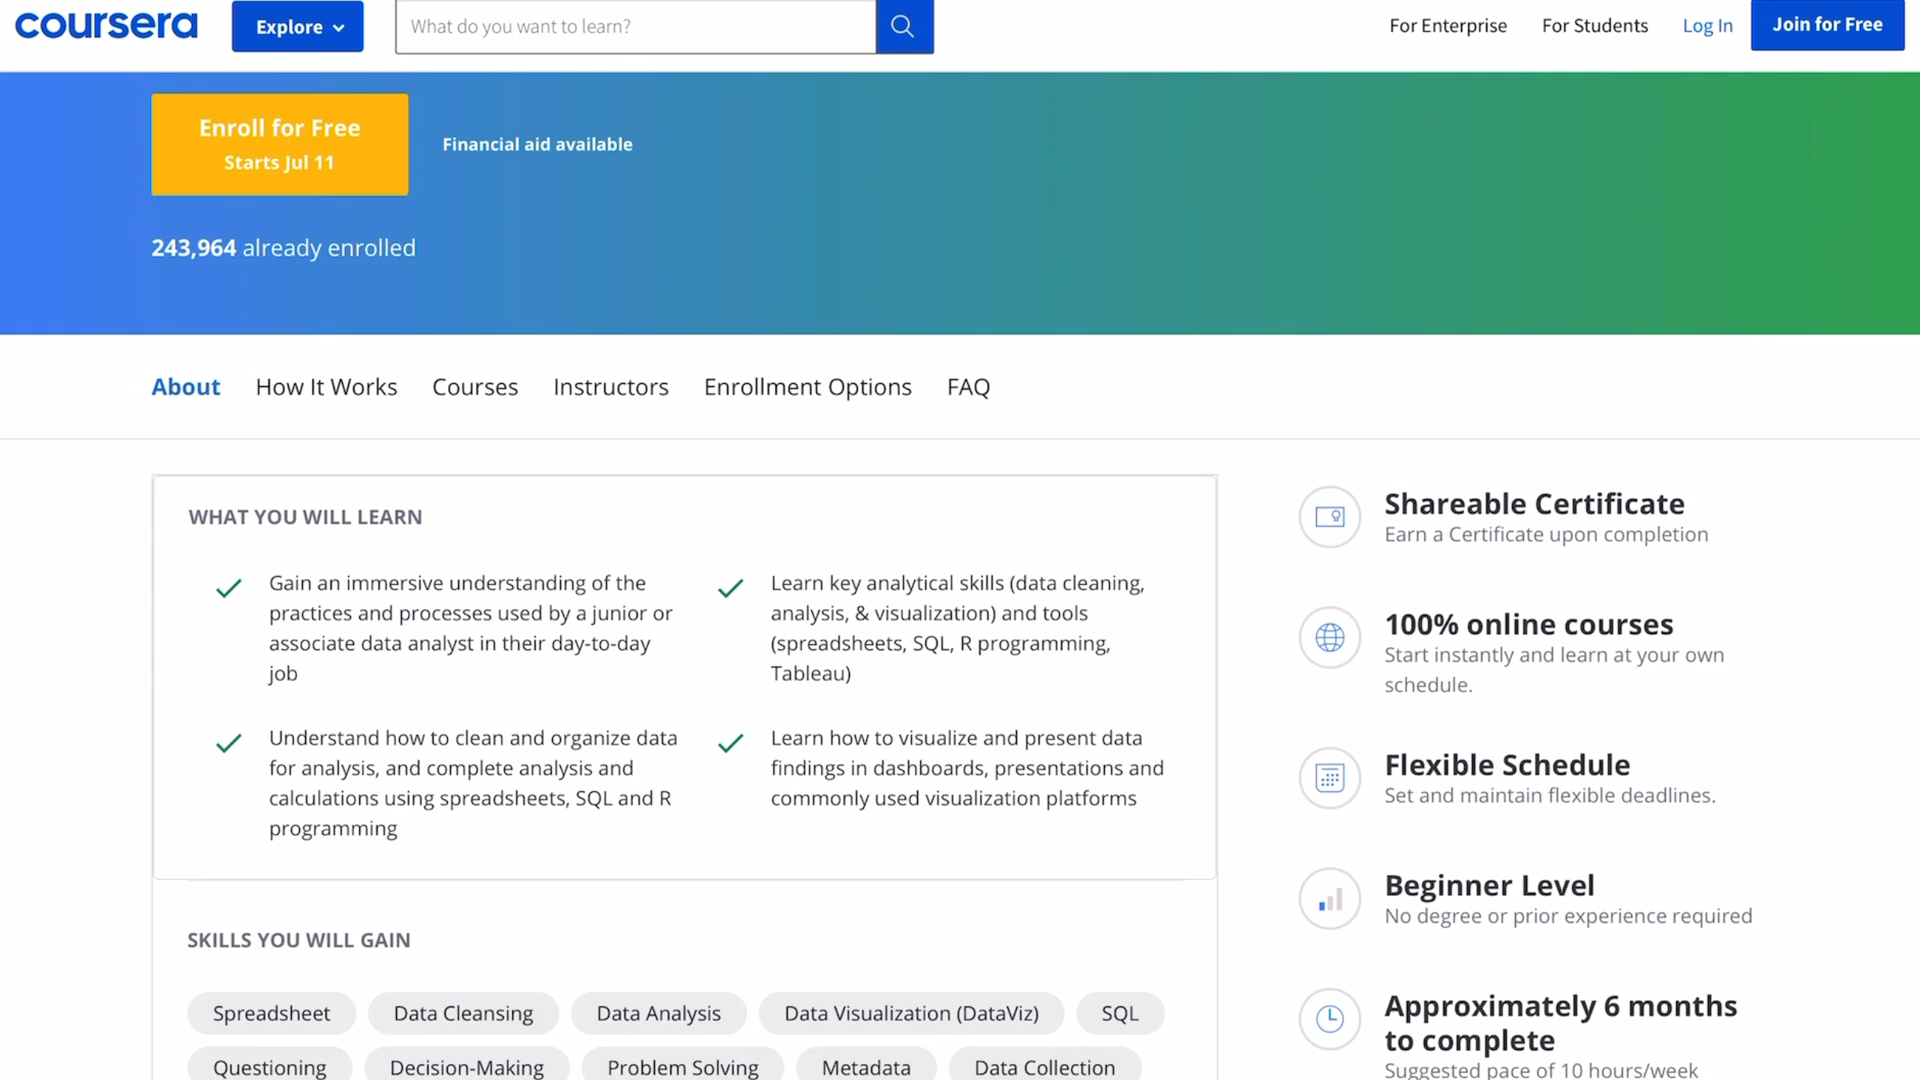 coursera
Explore
What do you want to learn?
For Enterprise
For Students
Log In
Join for Free
Enroll for Free
Starts Jul 11
Financial aid available
243,964 already enrolled
About
How It Works
Courses
Instructors
Enrollment Options
FAQ
WHAT YOU WILL LEARN
Gain an immersive understanding of the
practices and processes used by a junior or
associate data analyst in their day-to-day
job
Learn key analytical skills (data cleaning,
analysis, & visualization) and tools
(spreadsheets, SQL, R programming,
Tableau)
Understand how to clean and organize data
for analysis, and complete analysis and
calculations using spreadsheets, SQL and R
programming
Learn how to visualize and present data
findings in dashboards, presentations and
commonly used visualization platforms
SKILLS YOU WILL GAIN
Spreadsheet
Data Cleansing
Data Analysis
Data Visualization (DataViz)
SQL
Questioning
Decision-Making
Problem Solving
Metadata
Data Collection
Shareable Certificate
Earn a Certificate upon completion
100% online courses
Start instantly and learn at your own
schedule.
Flexible Schedule
Set and maintain flexible deadlines.
Beginner Level
No degree or prior experience required
Approximately 6 months
to complete
Suggested pace of 10 hours/week